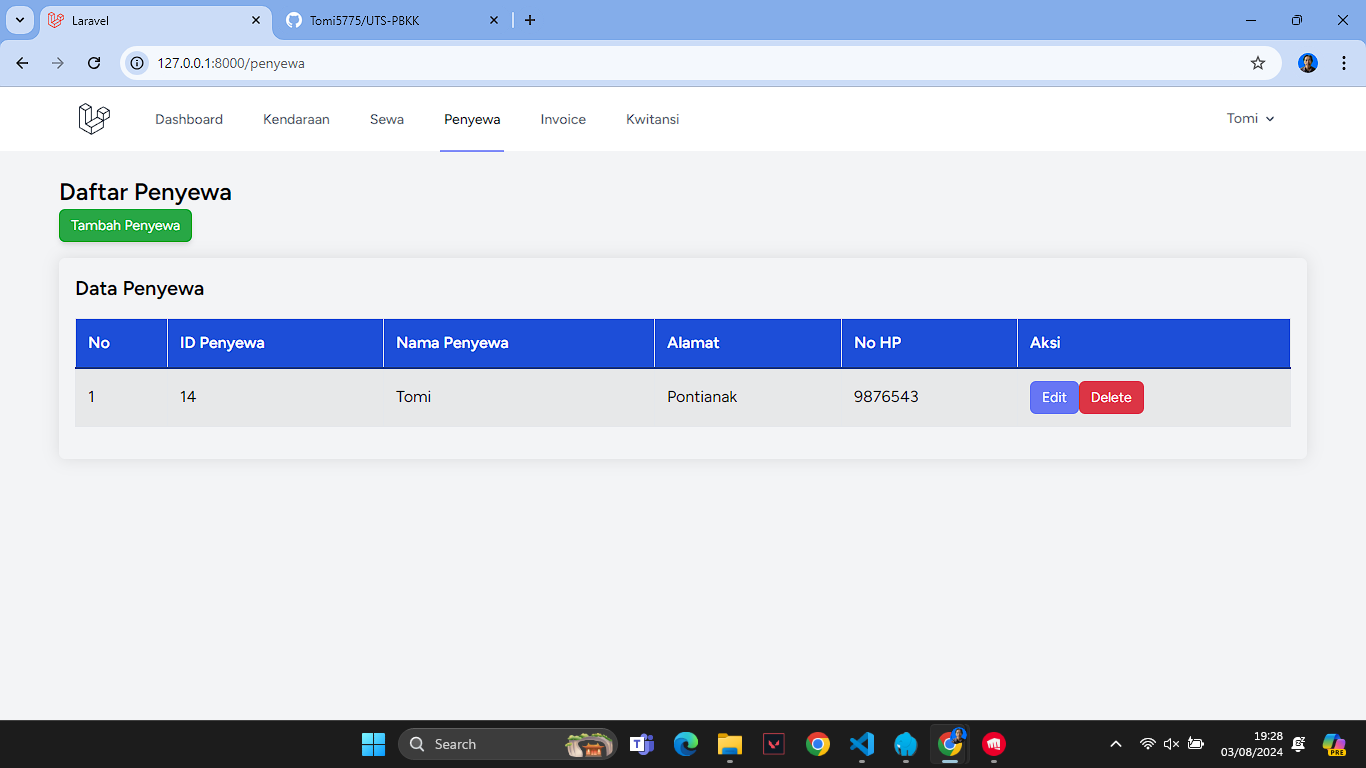 Laravel
Tomi5775/UTS-PBKK
127.0.0.1:8000/penyewa
Dashboard Kendaraan Sewa Penyewa Invoice Kwitansi Tomi
Daftar Penyewa
Tambah Penyewa
Data Penyewa
No ID Penyewa Nama Penyewa Alamat No HP Aksi
1 14 Tomi Pontianak 9876543 Edit Delete
Search
19:28
03/08/2024
PRE